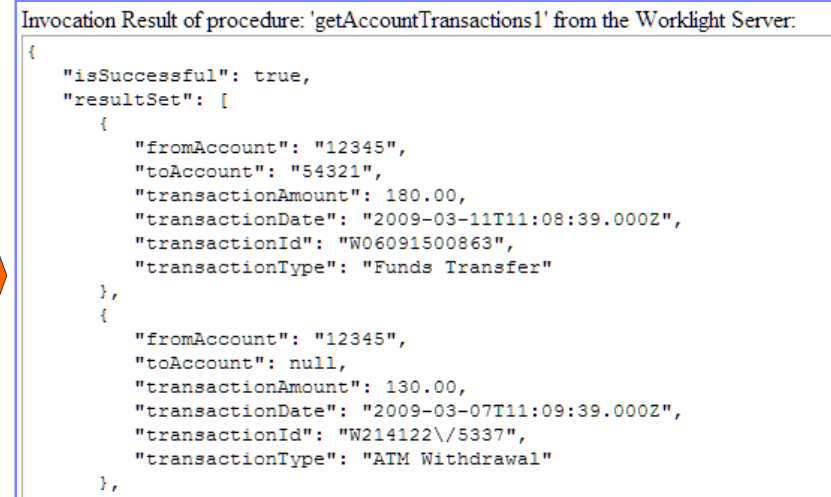 Invocation Result of procedure: 'getAccountTransactions1' from the Worklight Server:
{
   "isSuccessful": true,
   "resultSet": [
      {
         "fromAccount": "12345",
         "toAccount": "54321",
         "transactionAmount": 180.00,
         "transactionDate": "2009-03-11T11:08:39.000Z",
         "transactionId": "W06091500863",
         "transactionType": "Funds Transfer"
      },
      {
         "fromAccount": "12345",
         "toAccount": null,
         "transactionAmount": 130.00,
         "transactionDate": "2009-03-07T11:09:39.000Z",
         "transactionId": "W214122\/5337",
         "transactionType": "ATM Withdrawal"
      },